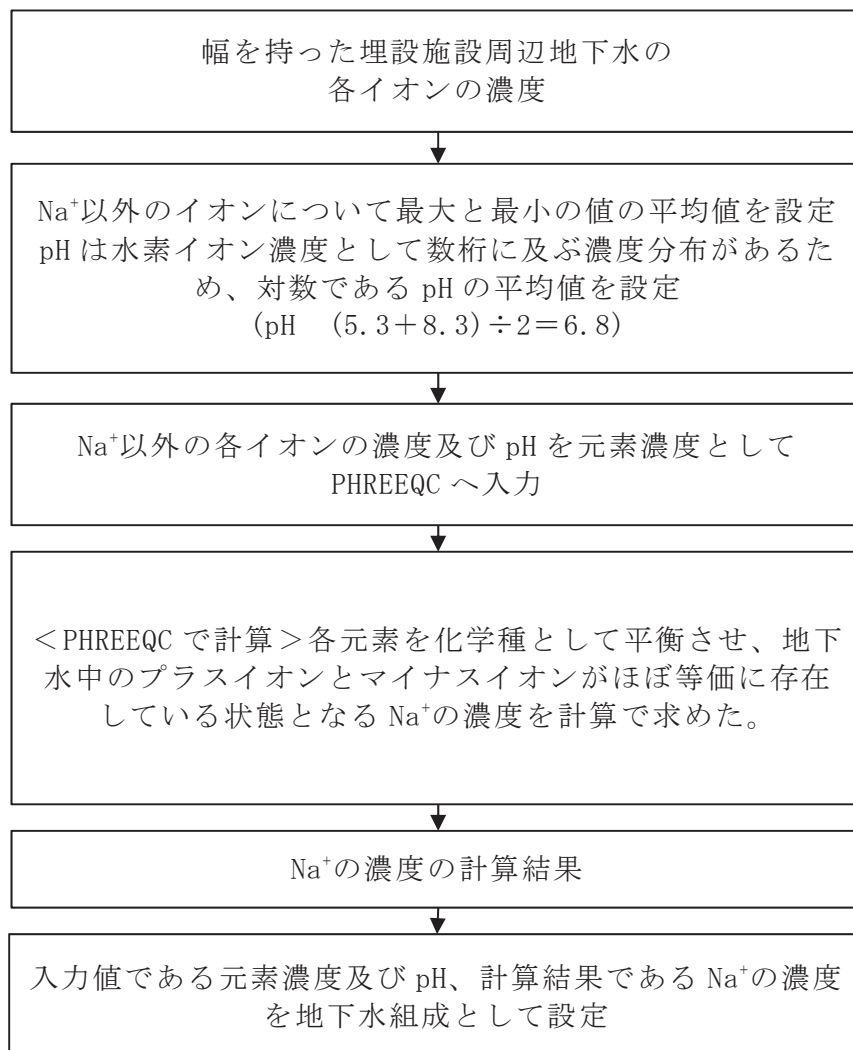 幅を持った埋設施設周辺地下水の
各イオンの濃度
Na⁺以外のイオンについて最大と最小の値の平均値を設定
pHは水素イオン濃度として数桁に及ぶ濃度分布があるた
め、対数であるpHの平均値を設定
(pH　(5.3＋8.3)÷2＝6.8)
Na⁺以外の各イオンの濃度及びpHを元素濃度として
PHREEQCへ入力
＜PHREEQCで計算＞各元素を化学種として平衡させ、地下
水中のプラスイオンとマイナスイオンがほぼ等価に存在
している状態となるNa⁺の濃度を計算で求めた。
Na⁺の濃度の計算結果
入力値である元素濃度及びpH、計算結果であるNa⁺の濃度
を地下水組成として設定